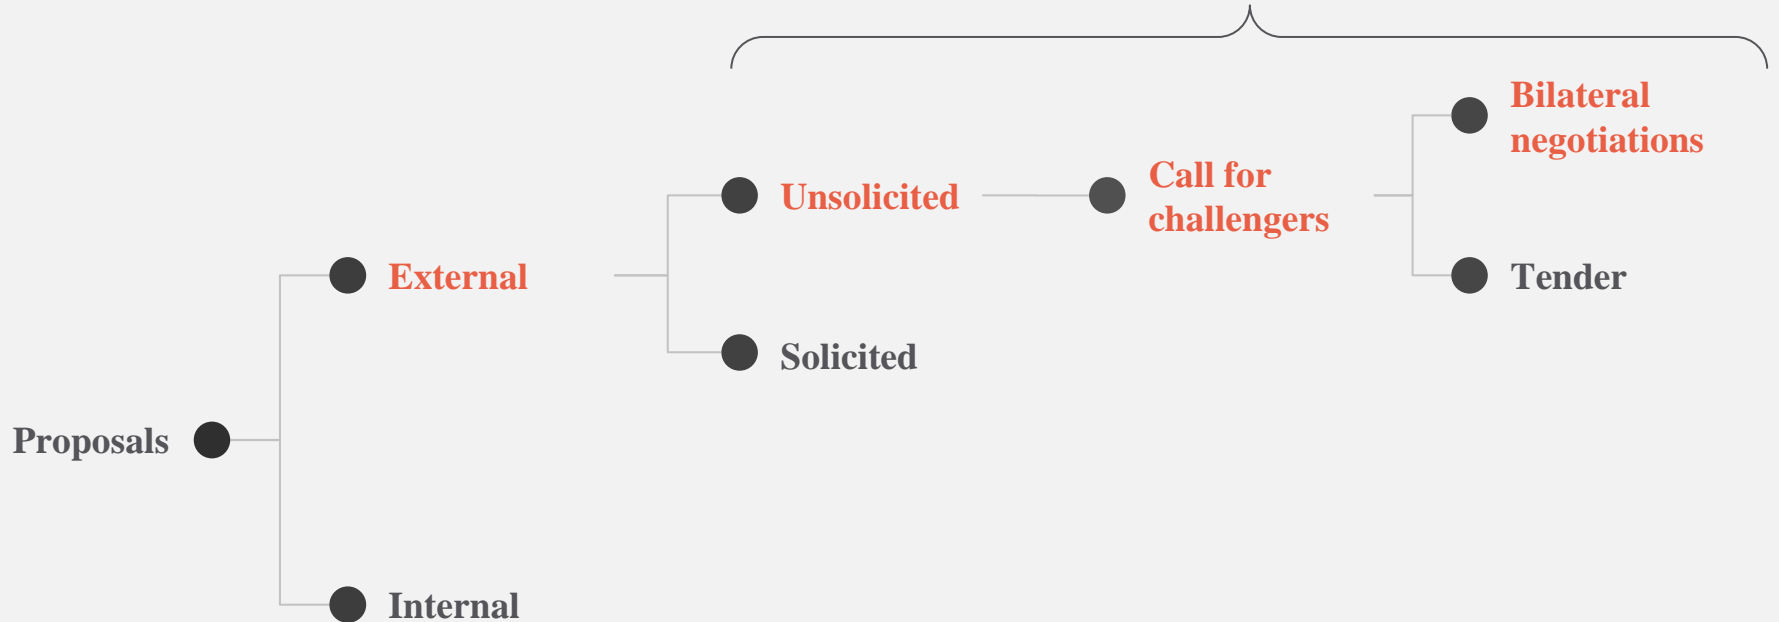 Bilateral
negotiations
Call for
challengers
Unsolicited
External
Tender
Solicited
Proposals
Internal